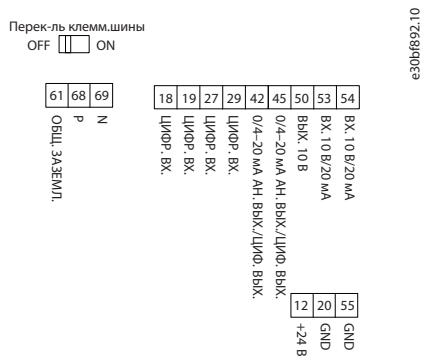 e30bf892.10
Перек-ль клемм.шины
OFF ON
61 68 69
ОБЩ. ЗАЗЕМЛ.
P
N
18 19 27 29 42 45 50 53 54
ЦИФР. ВХ.
ЦИФР. ВХ.
ЦИФР. ВХ.
ЦИФР. ВХ.
0/4–20 мА АН. ВЫХ./ЦИФ. ВЫХ.
0/4–20 мА АН. ВЫХ./ЦИФ. ВЫХ.
ВЫХ. 10 В
ВХ. 10 В/20 мА
ВХ. 10 В/20 мА
12 20 55
+24 В
GND
GND